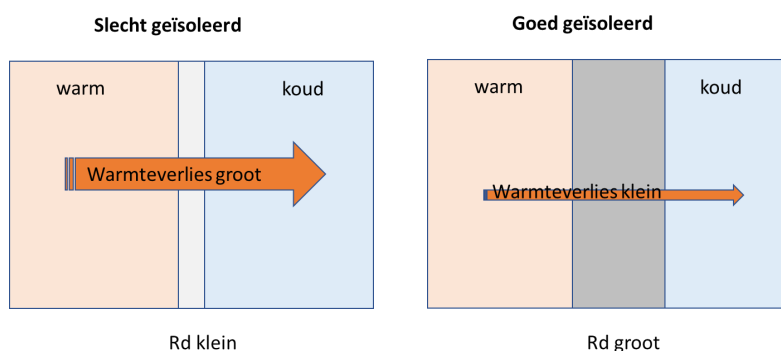 Slecht geïsoleerd
warm
koud
Warmteverlies groot
Rd klein
Goed geïsoleerd
warm
koud
Warmteverlies klein
Rd groot